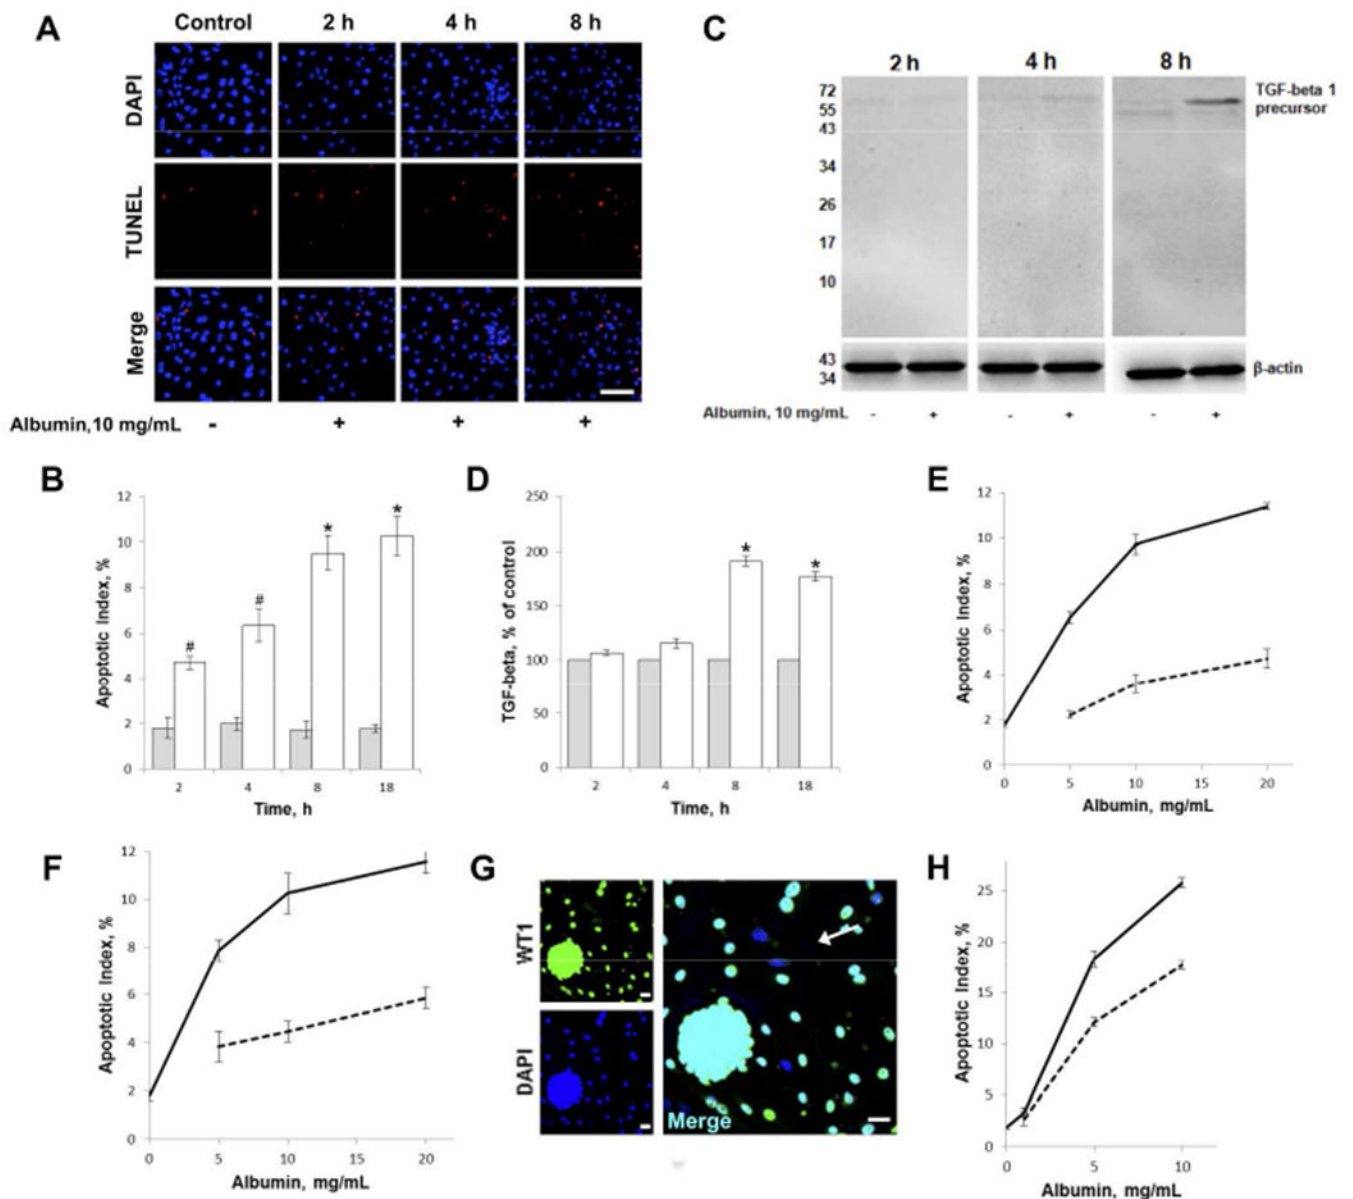 A
Control 2 h 4 h 8 h
DAPI
TUNEL
Merge
Albumin,10 mg/mL - + + +
C
2 h 4 h 8 h
72
55
43
34
26
17
10
TGF-beta 1
precursor
43
34
β-actin
Albumin, 10 mg/mL - + - + - +
B
Apoptotic Index, %
12
10
8
6
4
2
0
# # * *
2 4 8 18
Time, h
D
TGF-beta, % of control
250
200
150
100
50
0
* *
2 4 8 18
Time, h
E
Apoptotic Index, %
12
10
8
6
4
2
0
0 5 10 15 20
Albumin, mg/mL
F
Apoptotic Index, %
12
10
8
6
4
2
0
0 5 10 15 20
Albumin, mg/mL
G
WT1
DAPI
Merge
H
Apoptotic Index, %
25
20
15
10
5
0
0 5 10
Albumin, mg/mL